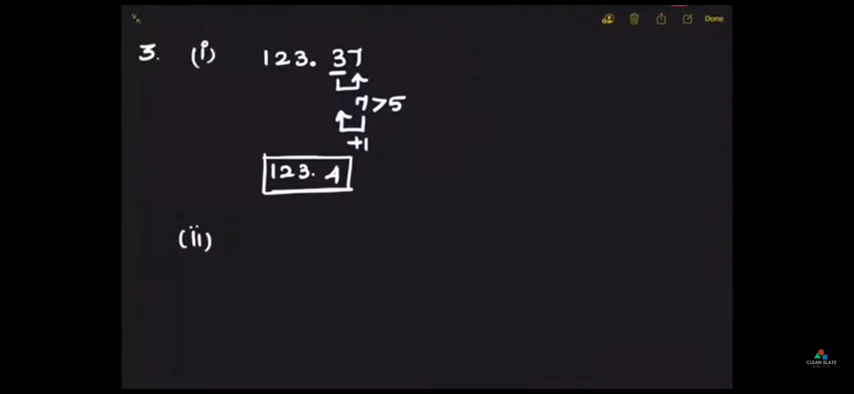 Done
3. (i) 123.37
7>5
+1
123.4
(ii)
CLEAN SLATE